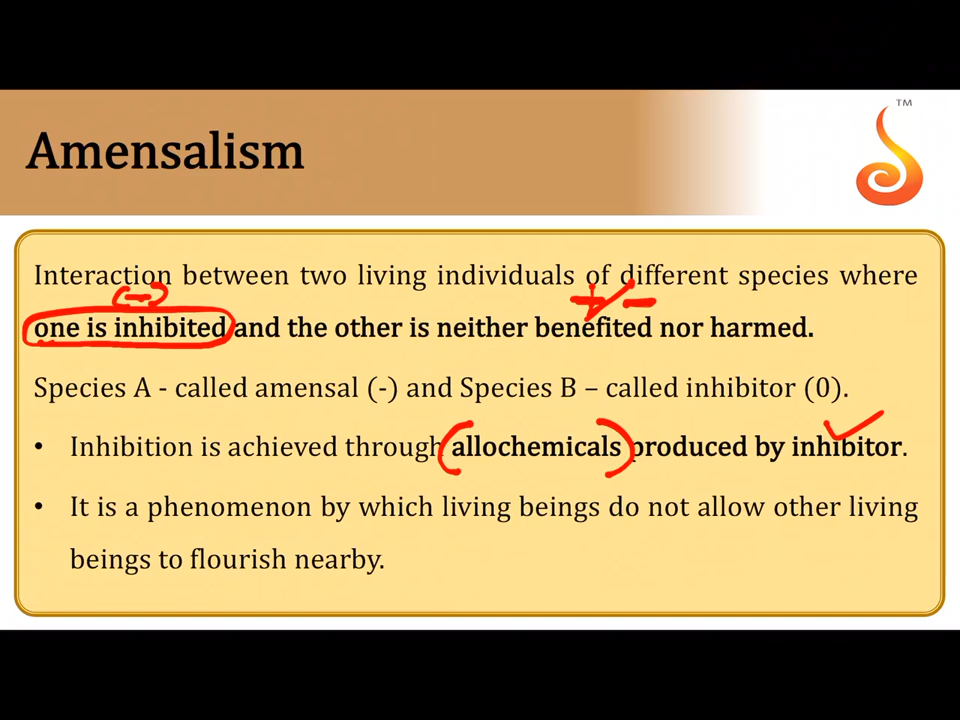 TM
Amensalism
Interaction between two living individuals of different species where
(-)
+ / -
one is inhibited and the other is neither benefited nor harmed.
Species A - called amensal (-) and Species B – called inhibitor (0).
• Inhibition is achieved through allochemicals produced by inhibitor.
• It is a phenomenon by which living beings do not allow other living
beings to flourish nearby.